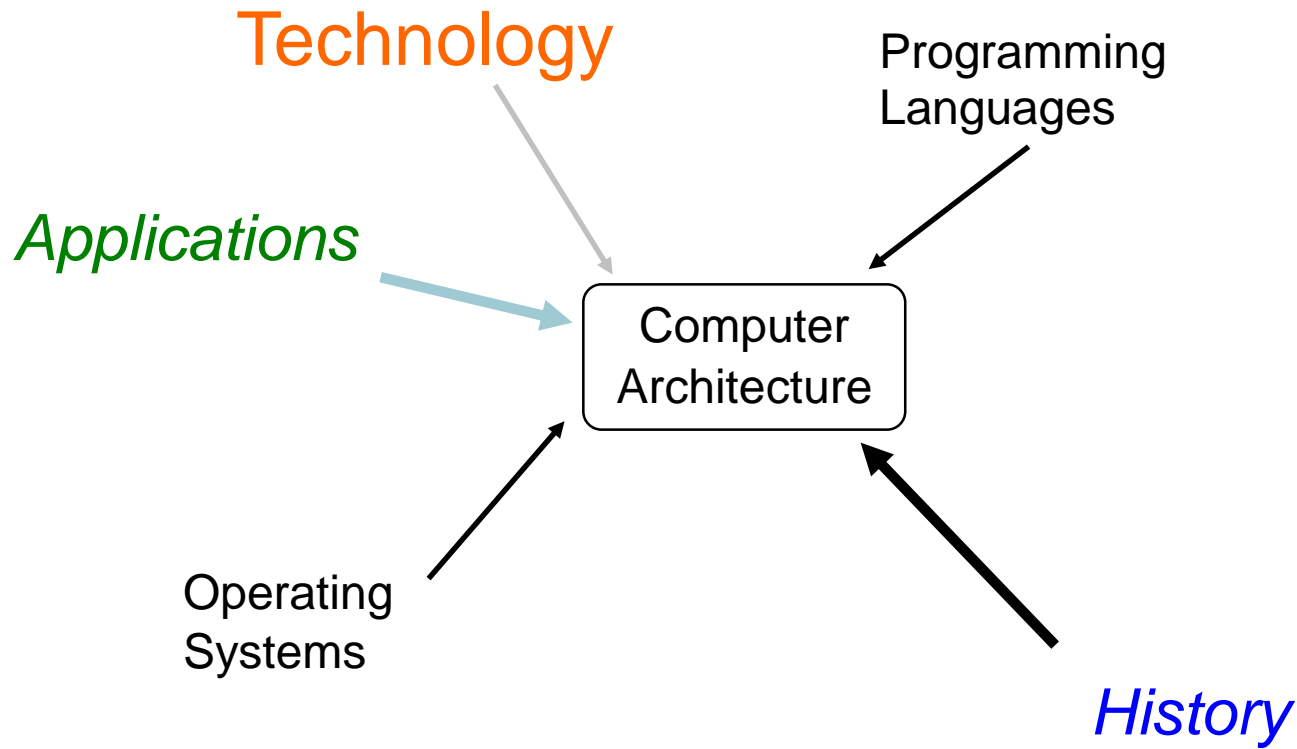 Technology
Programming
Languages
Applications
Computer
Architecture
Operating
Systems
History